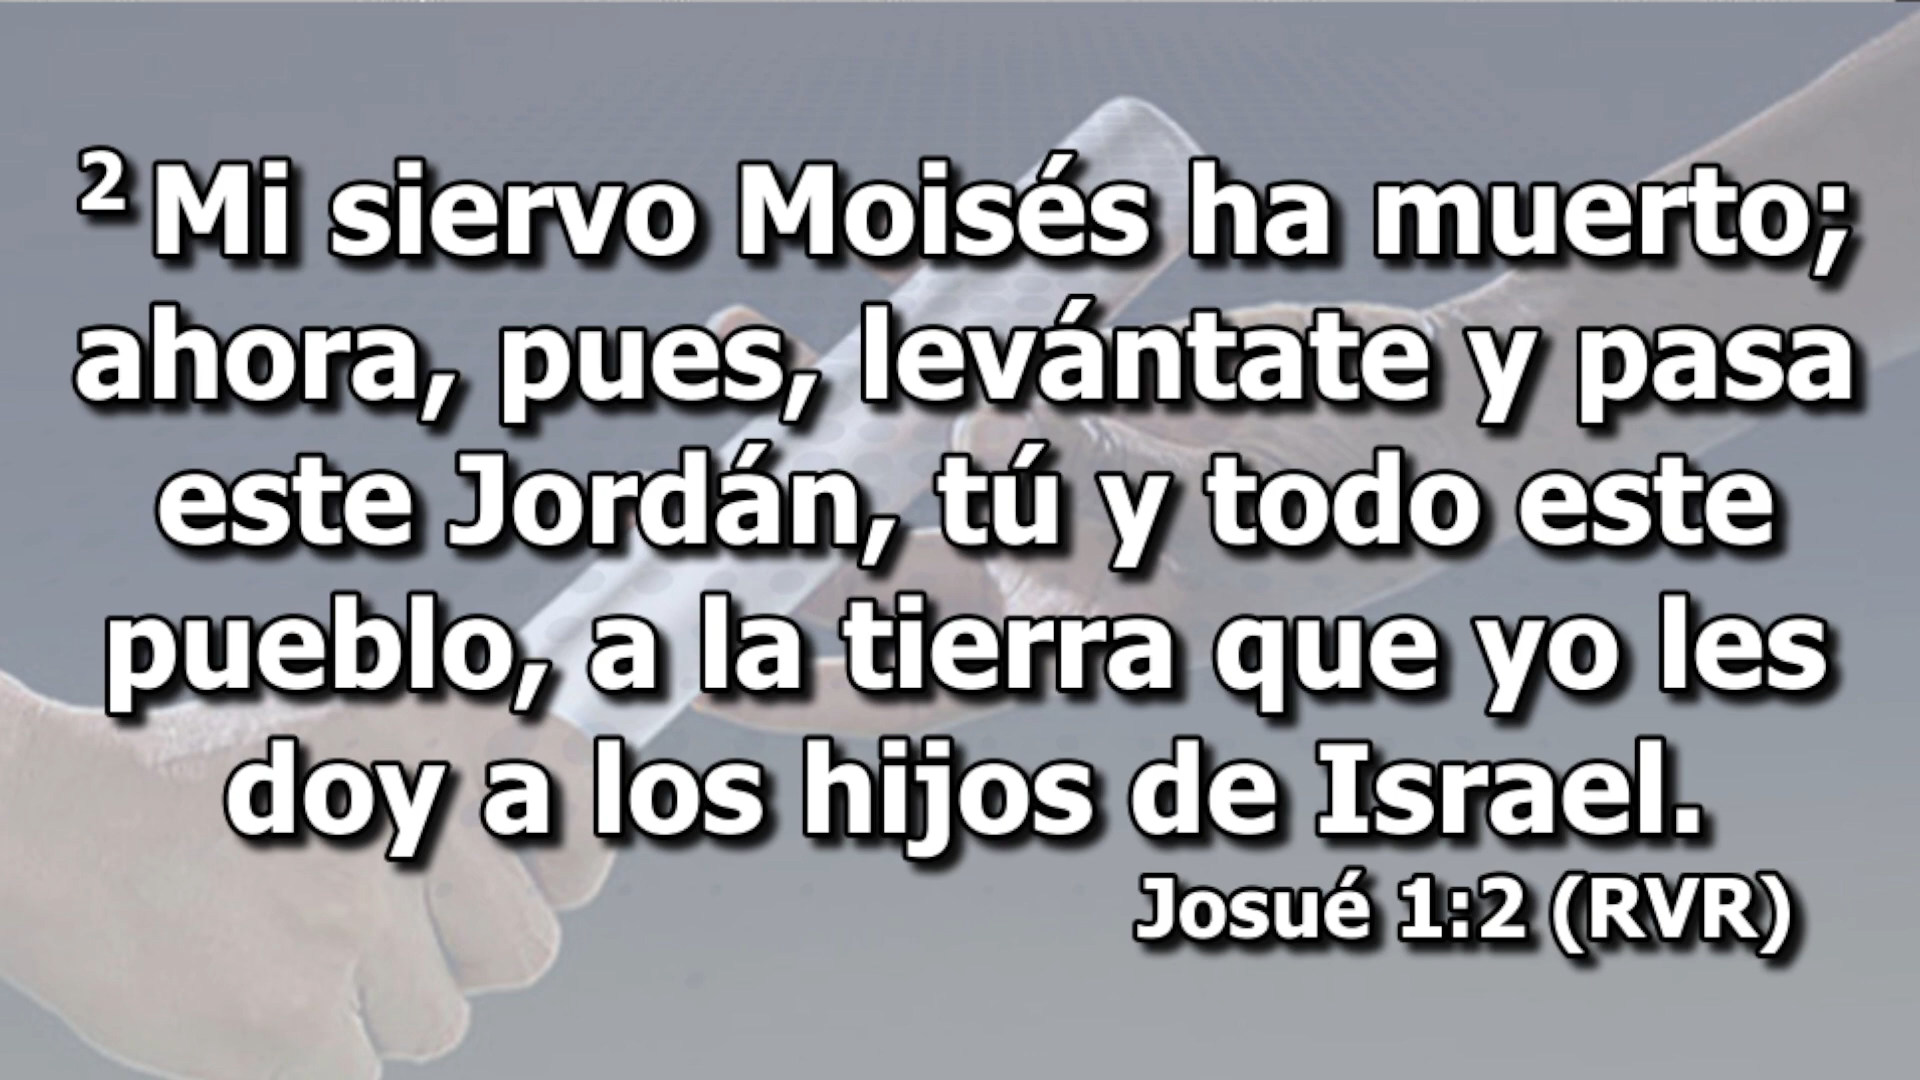 2 Mi siervo Moisés ha muerto;
ahora, pues, levántate y pasa
este Jordán, tú y todo este
pueblo, a la tierra que yo les
doy a los hijos de Israel.
Josué 1:2 (RVR)